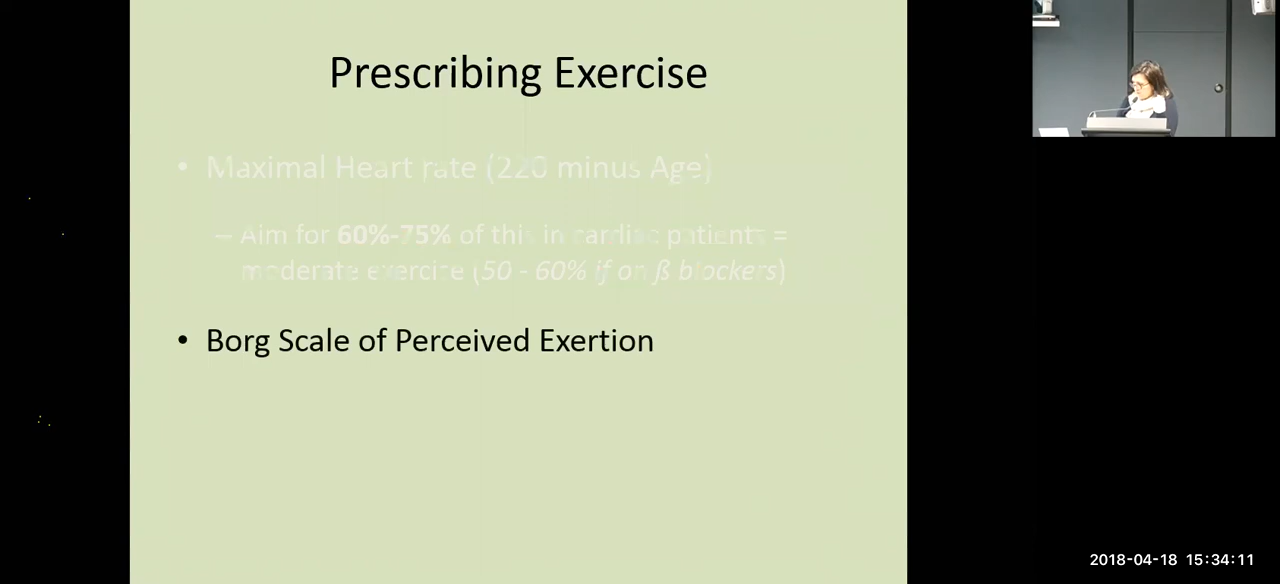 Prescribing Exercise
• Maximal Heart rate (220 minus Age)
– Aim for 60%-75% of this in cardiac patients =
moderate exercise (50 - 60% if on ß blockers)
• Borg Scale of Perceived Exertion
2018-04-18 15:34:11